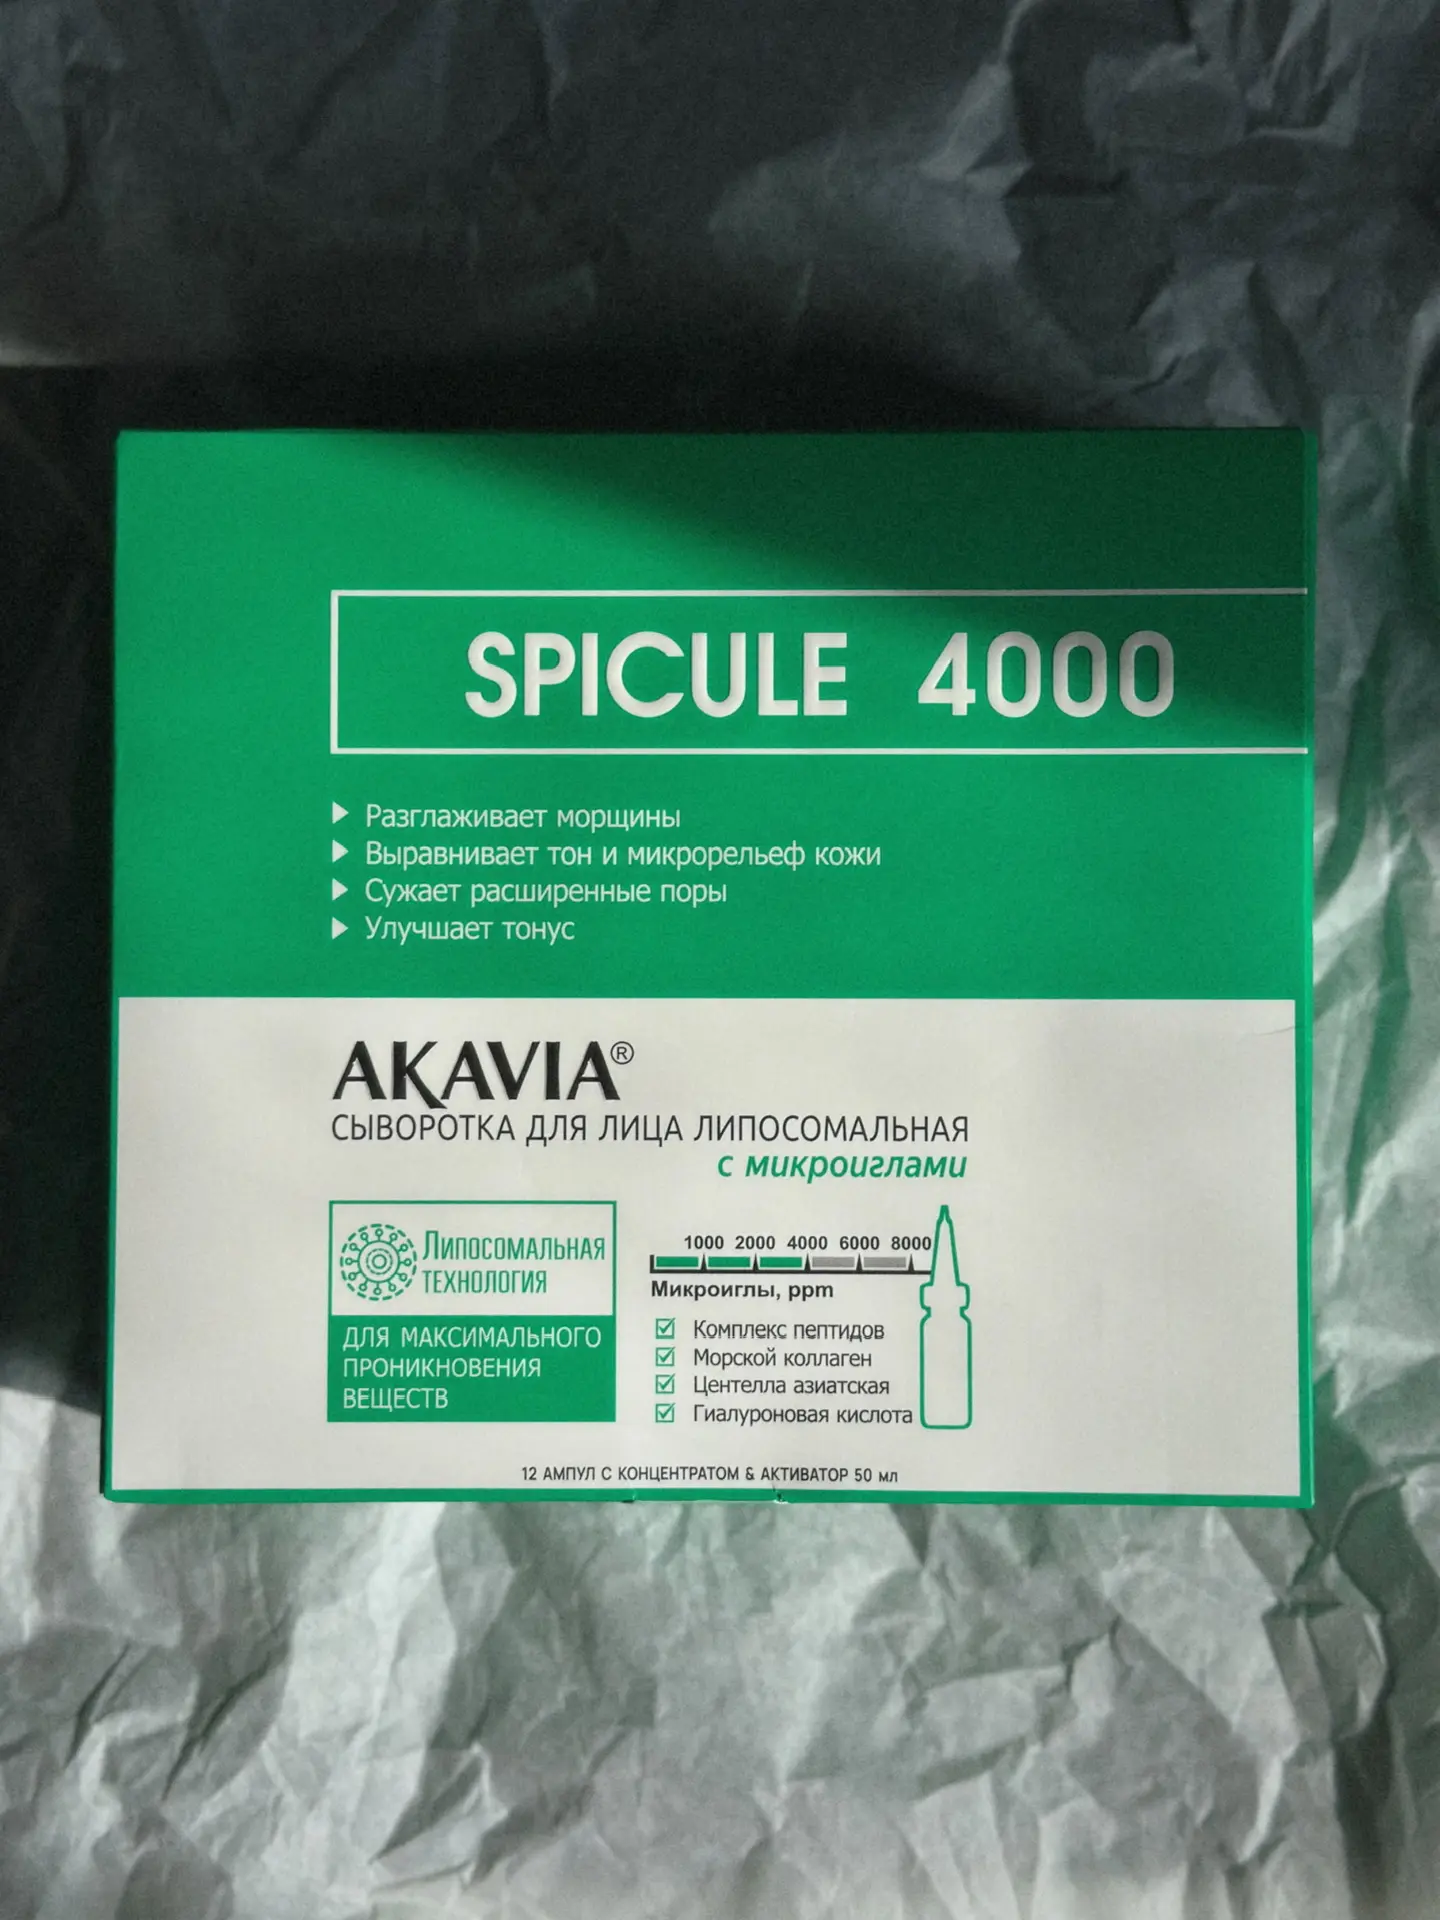 SPICULE 4000
Разглаживает морщины
Выравнивает тон и микрорельеф кожи
Сужает расширенные поры
Улучшает тонус
AKAVIA®
СЫВОРОТКА ДЛЯ ЛИЦА ЛИПОСОМАЛЬНАЯ
с микроиглами
Липосомальная
технология
ДЛЯ МАКСИМАЛЬНОГО
ПРОНИКНОВЕНИЯ
ВЕЩЕСТВ
1000 2000 4000 6000 8000
Микроиглы, ppm
Комплекс пептидов
Морской коллаген
Центелла азиатская
Гиалуроновая кислота
12 АМПУЛ С КОНЦЕНТРАТОМ & АКТИВАТОР 50 мл